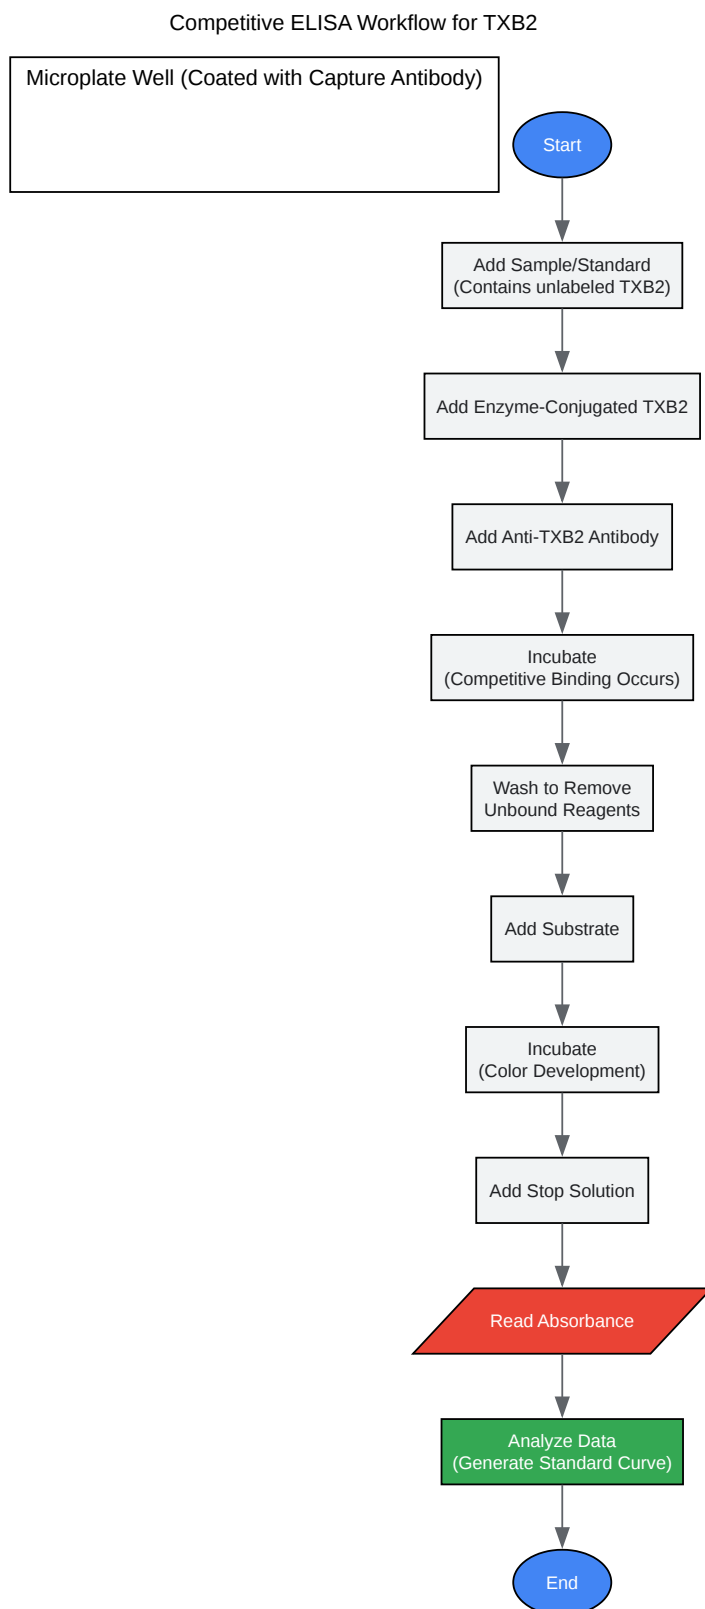 Competitive ELISA Workflow for TXB2
Microplate Well (Coated with Capture Antibody)
Start
Add Sample/Standard
(Contains unlabeled TXB2)
Add Enzyme-Conjugated TXB2
Add Anti-TXB2 Antibody
Incubate
(Competitive Binding Occurs)
Wash to Remove
Unbound Reagents
Add Substrate
Incubate
(Color Development)
Add Stop Solution
Read Absorbance
Analyze Data
(Generate Standard Curve)
End